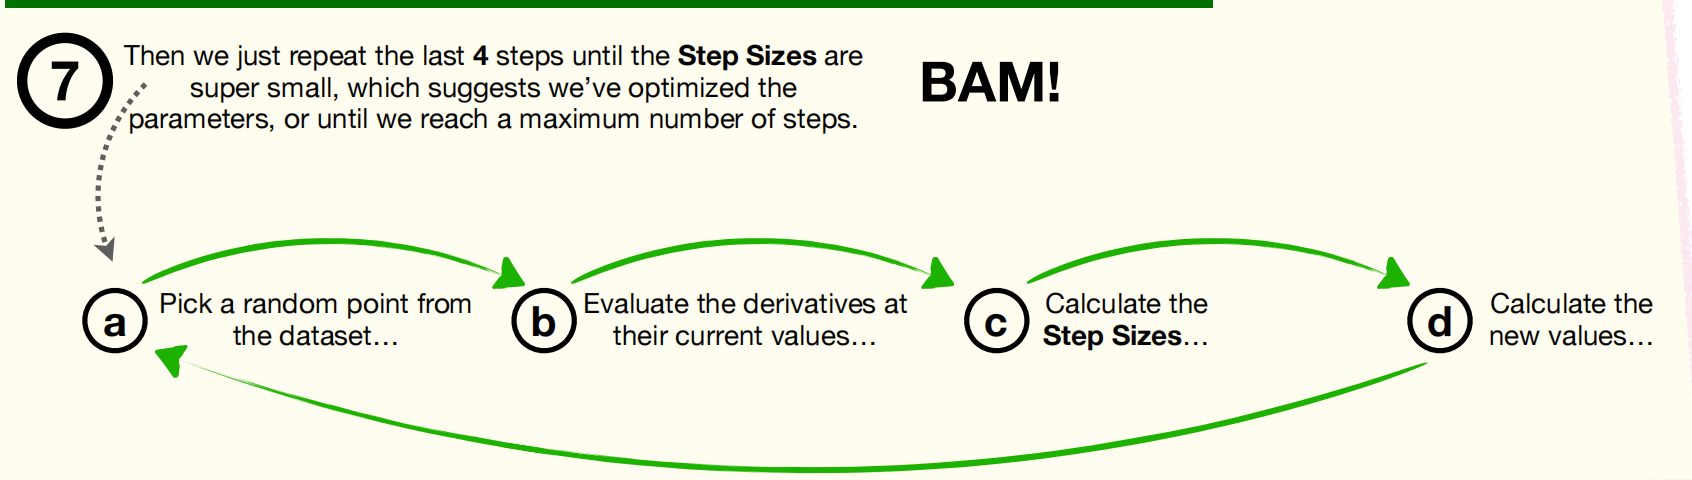 7
Then we just repeat the last 4 steps until the Step Sizes are
super small, which suggests we’ve optimized the
parameters, or until we reach a maximum number of steps.
BAM!
a
Pick a random point from
the dataset…
b
Evaluate the derivatives at
their current values…
c
Calculate the
Step Sizes…
d
Calculate the
new values…